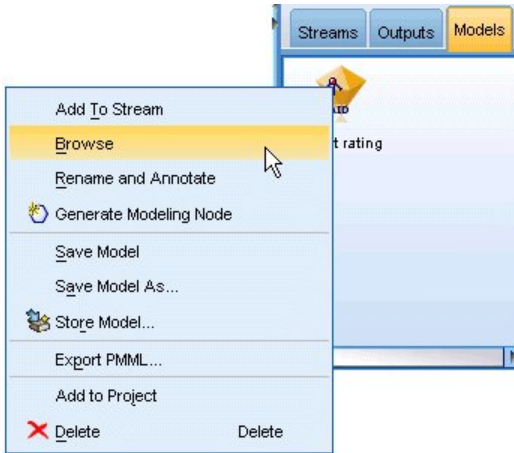 Streams Outputs Models
Add To Stream
Browse
t rating
Rename and Annotate
Generate Modeling Node
Save Model
Save Model As...
Store Model...
Export PMML...
Add to Project
Delete Delete